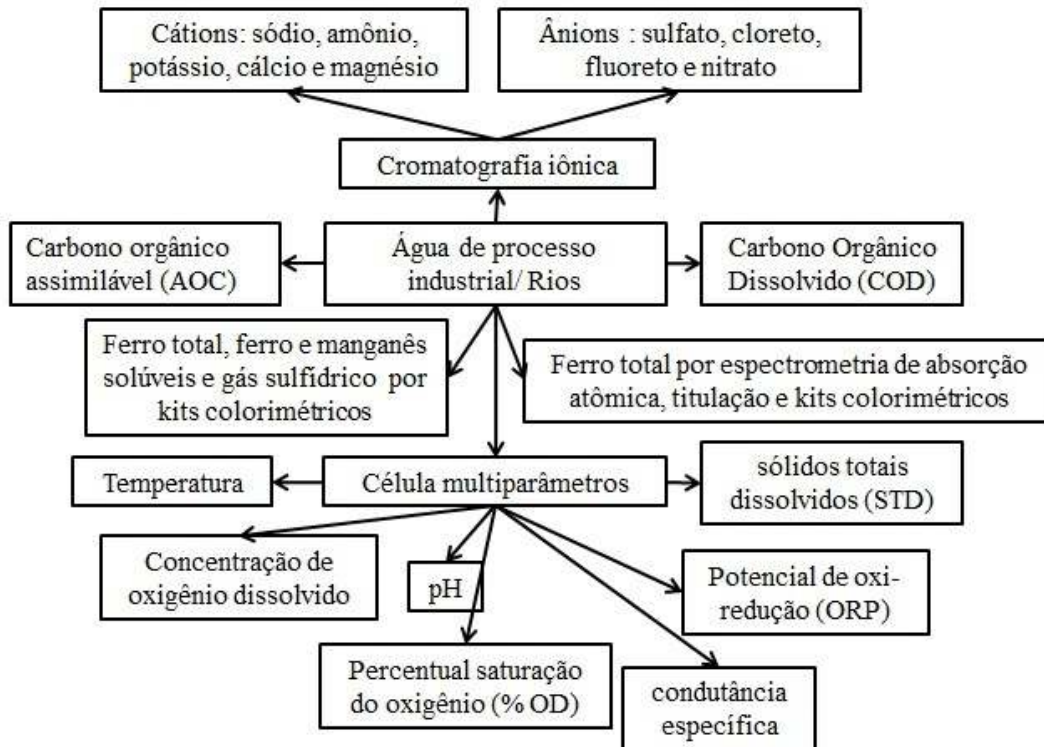 Cátions: sódio, amônio,
potássio, cálcio e magnésio
Ânions : sulfato, cloreto,
fluoreto e nitrato
Cromatografia iônica
Carbono orgânico
assimilável (AOC)
Água de processo
industrial/ Rios
Carbono Orgânico
Dissolvido (COD)
Ferro total, ferro e manganês
solúveis e gás sulfídrico por
kits colorimétricos
Ferro total por espectrometria de absorção
atômica, titulação e kits colorimétricos
Temperatura
Célula multiparâmetros
sólidos totais
dissolvidos (STD)
Concentração de
oxigênio dissolvido
pH
Potencial de oxi-
redução (ORP)
Percentual saturação
do oxigênio (% OD)
condutância
específica